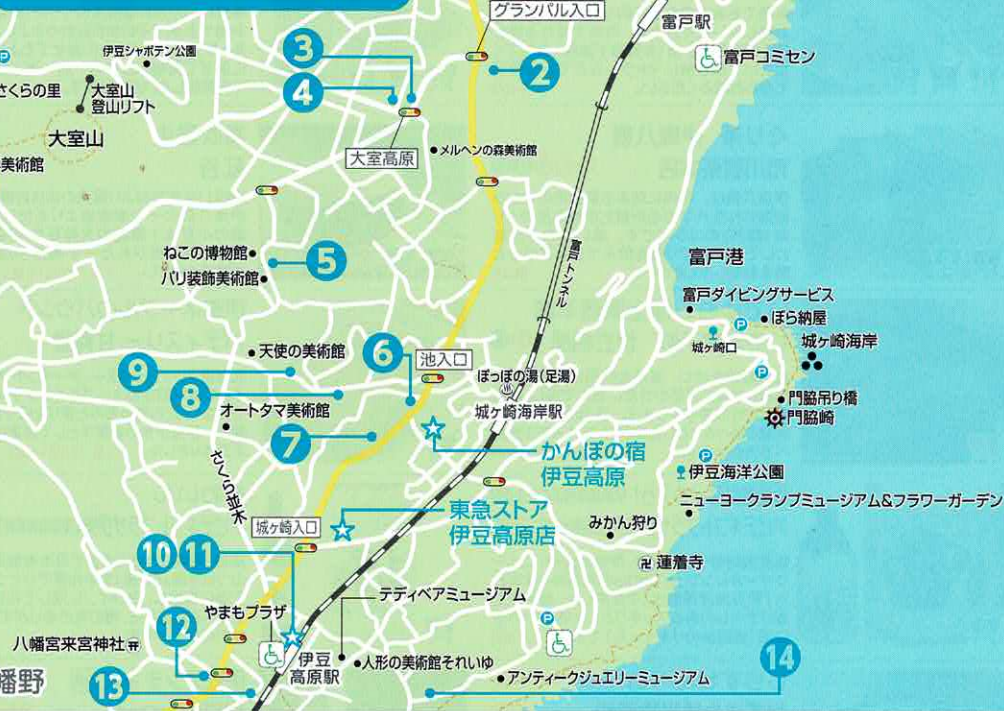 グランパル入口
富戸駅
富戸コミセン
伊豆シャボテン公園
3
2
4
さくらの里
大室山
登山リフト
大室山
大室高原
メルヘンの森美術館
美術館
富戸トンネル
ねこの博物館
5
バリ装飾美術館
富戸港
富戸ダイビングサービス
ぼら納屋
城ヶ崎口
城ヶ崎海岸
天使の美術館
6
池入口
9
8
ぽっぽの湯(足湯)
城ヶ崎海岸駅
門脇吊り橋
門脇崎
オートタマ美術館
7
かんぽの宿
伊豆高原
さくら並木
伊豆海洋公園
ニューヨークランプミュージアム&フラワーガーデン
城ヶ崎入口
東急ストア
伊豆高原店
みかん狩り
蓮着寺
10
11
テディベアミュージアム
やまもプラザ
12
八幡宮来宮神社
伊豆
高原駅
人形の美術館それいゆ
14
アンティークジュエリーミュージアム
幡野
13
P
P
P
P
P